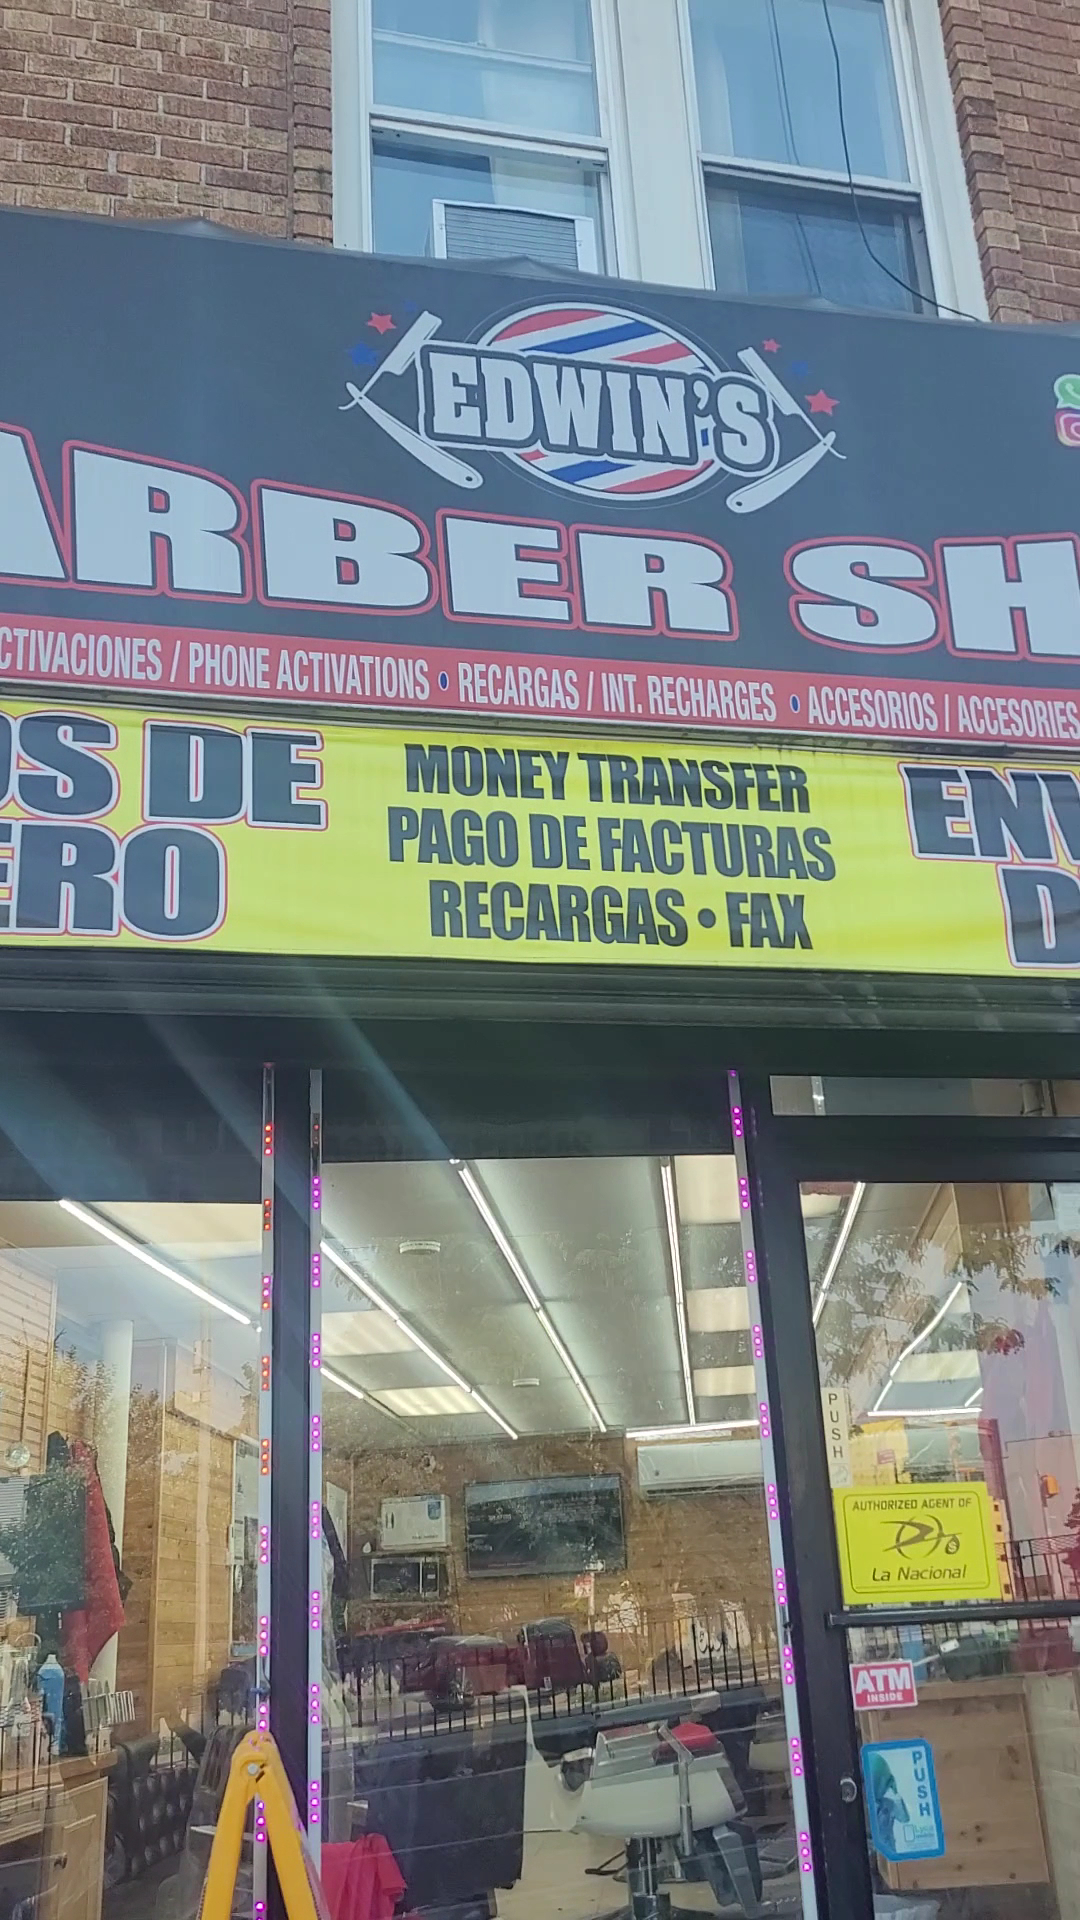 EDWIN'S
ARBER SH
CTIVACIONES / PHONE ACTIVATIONS • RECARGAS / INT. RECHARGES • ACCESORIOS / ACCESORIES
OS DE
ERO
MONEY TRANSFER
PAGO DE FACTURAS
RECARGAS • FAX
ENV
D
PUSH
AUTHORIZED AGENT OF
La Nacional
ATM
INSIDE
PUSH